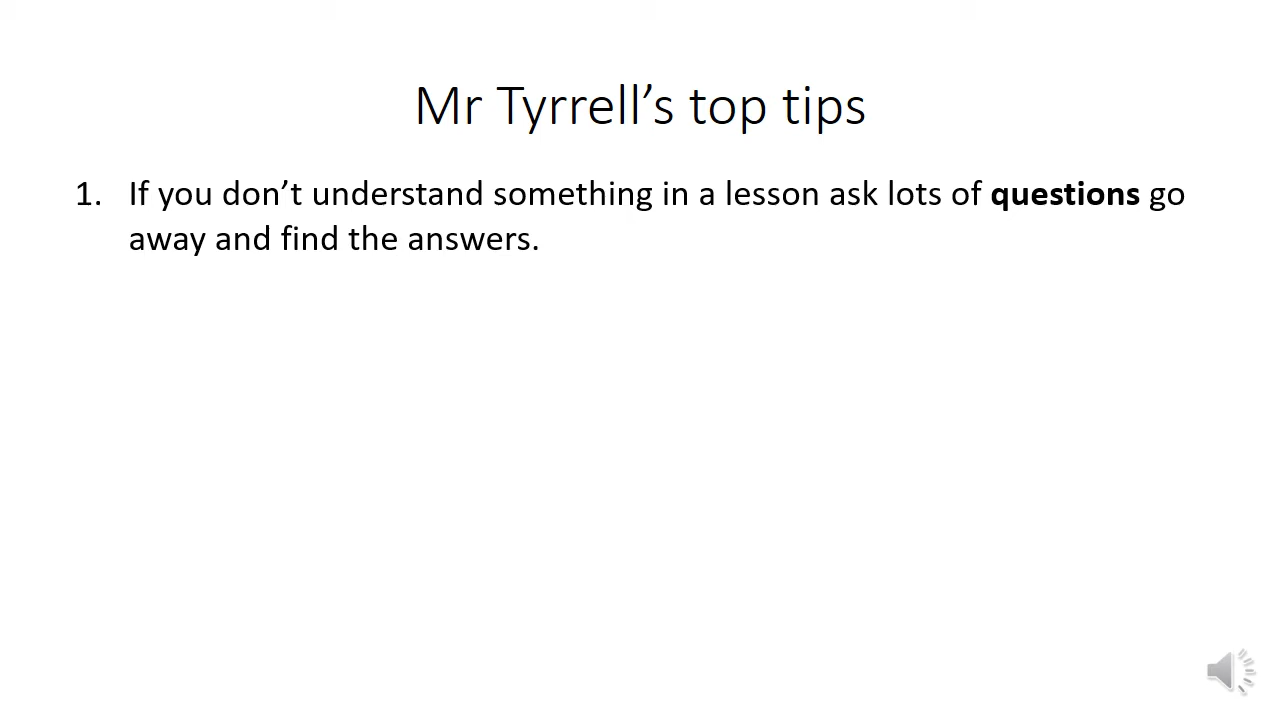 Mr Tyrrell’s top tips
1. If you don’t understand something in a lesson ask lots of questions go
away and find the answers.